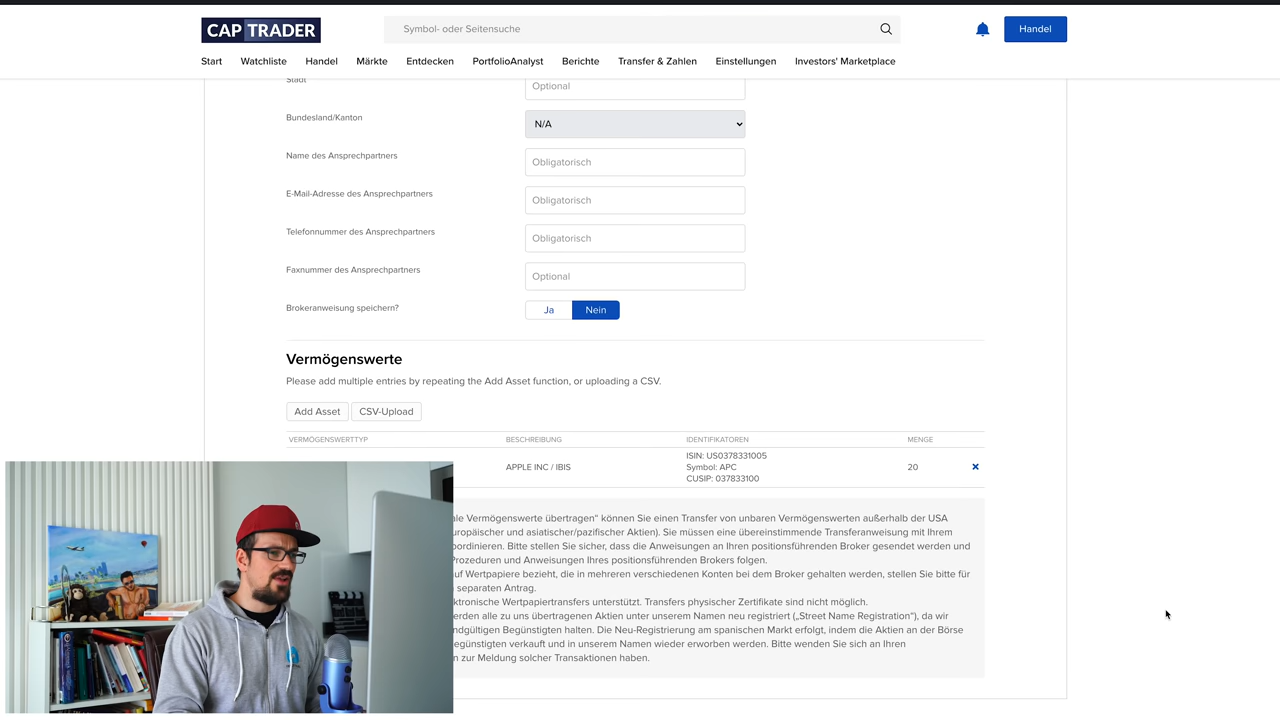 CAP TRADER
Symbol- oder Seitensuche
Handel
Start Watchliste Handel Märkte Entdecken PortfolioAnalyst Berichte Transfer & Zahlen Einstellungen Investors' Marketplace
Stadt
Optional
Bundesland/Kanton
N/A
Name des Ansprechpartners
Obligatorisch
E-Mail-Adresse des Ansprechpartners
Obligatorisch
Telefonnummer des Ansprechpartners
Obligatorisch
Faxnummer des Ansprechpartners
Optional
Brokeranweisung speichern?
Ja Nein
Vermögenswerte
Please add multiple entries by repeating the Add Asset function, or uploading a CSV.
Add Asset CSV-Upload
VERMÖGENSWERTTYP BESCHREIBUNG IDENTIFIKATOREN MENGE
ISIN: US0378331005
APPLE INC / IBIS Symbol: APC 20
CUSIP: 037833100
Vermögenswerte übertragen“ können Sie einen Transfer von unbaren Vermögenswerten außerhalb der USA
und asiatischer/pazifischer Aktien). Sie müssen eine übereinstimmende Transferanweisung mit Ihrem
Bitte stellen Sie sicher, dass die Anweisungen an Ihren positionsführenden Broker gesendet werden und
Prozeduren und Anweisungen Ihres positionsführenden Brokers folgen.
auf Wertpapiere bezieht, die in mehreren verschiedenen Konten bei dem Broker gehalten werden, stellen Sie bitte für
separaten Antrag.
Wertpapiertransfers unterstützt. Transfers physischer Zertifikate sind nicht möglich.
werden alle zu uns übertragenen Aktien unter unserem Namen neu registriert („Street Name Registration“), da wir
Begünstigten halten. Die Neu-Registrierung am spanischen Markt erfolgt, indem die Aktien an der Börse
verkauft und in unserem Namen wieder erworben werden. Bitte wenden Sie sich an Ihren
zur Meldung solcher Transaktionen haben.